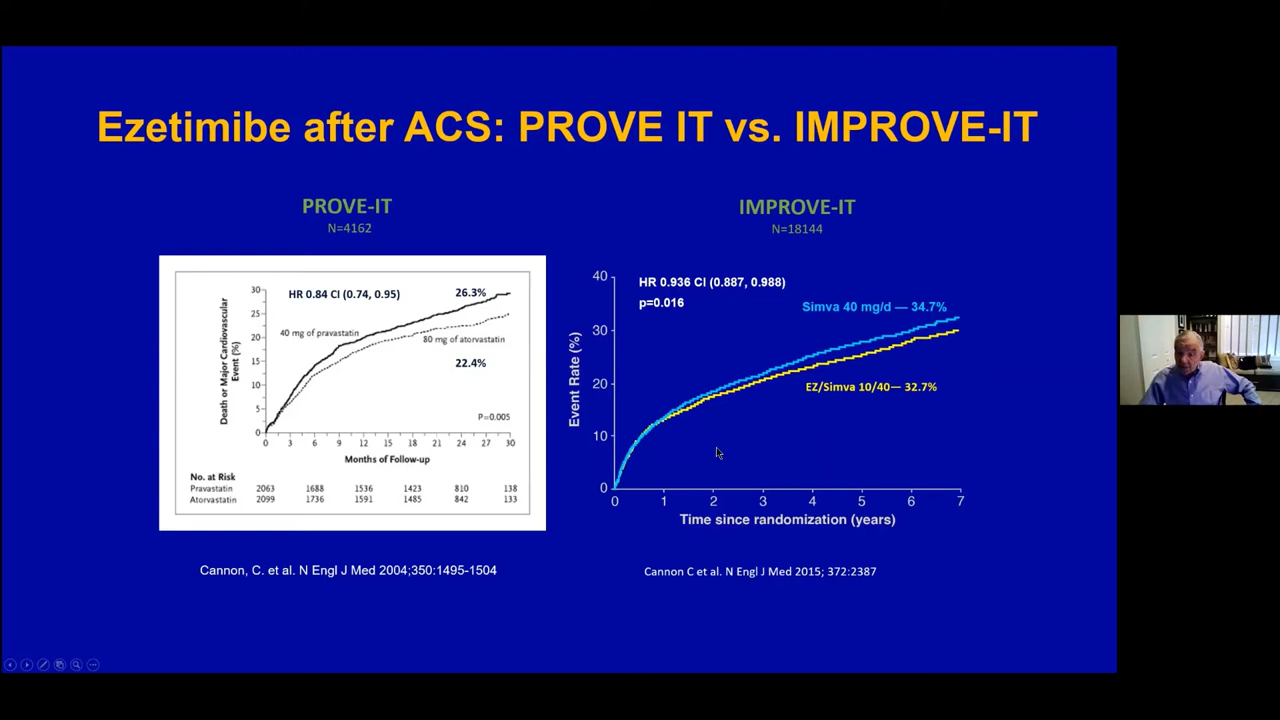 Ezetimibe after ACS: PROVE IT vs. IMPROVE-IT
PROVE-IT
N=4162
Death or Major Cardiovascular
Event (%)
30
25
20
15
10
5
0
HR 0.84 CI (0.74, 0.95)
26.3%
40 mg of pravastatin
80 mg of atorvastatin
22.4%
P=0.005
0 3 6 9 12 15 18 21 24 27 30
Months of Follow-up
No. at Risk
Pravastatin 2063 1688 1536 1423 810 138
Atorvastatin 2099 1736 1591 1485 842 133
Cannon, C. et al. N Engl J Med 2004;350:1495-1504
IMPROVE-IT
N=18144
Event Rate (%)
40
30
20
10
0
HR 0.936 CI (0.887, 0.988)
p=0.016
Simva 40 mg/d — 34.7%
EZ/Simva 10/40— 32.7%
0 1 2 3 4 5 6 7
Time since randomization (years)
Cannon C et al. N Engl J Med 2015; 372:2387